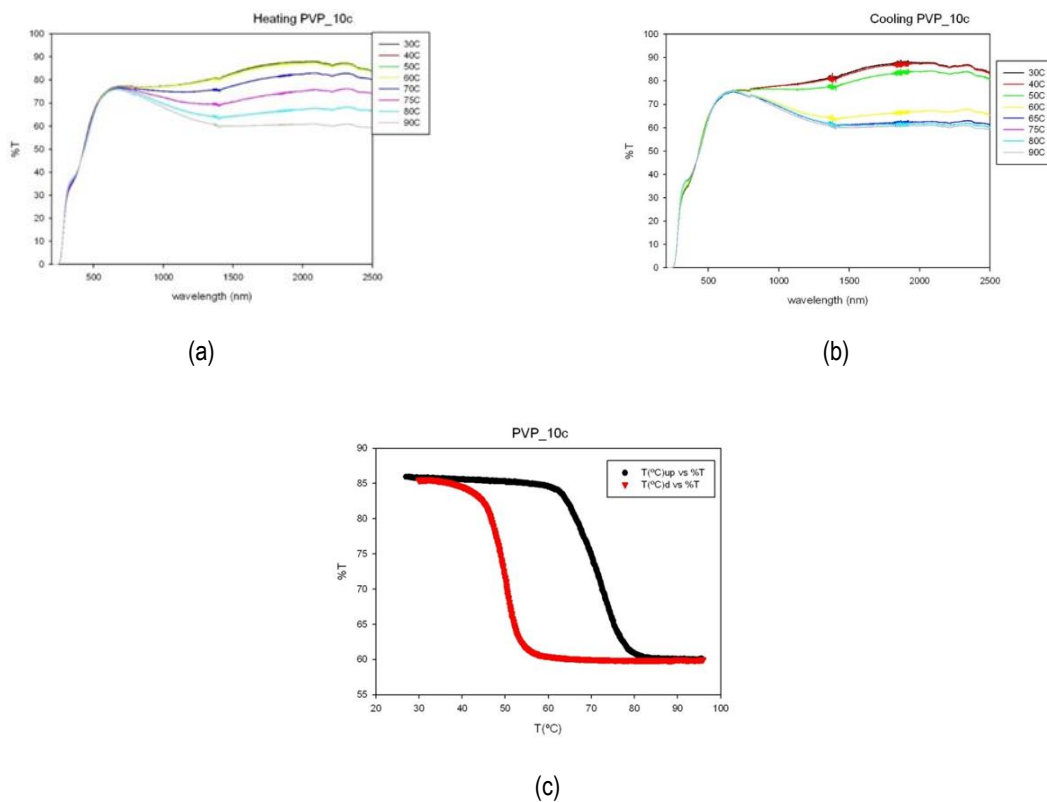 Heating PVP_10c
100
90
80
70
60
50
40
30
20
10
0
%T
500
1000
1500
2000
2500
wavelength (nm)
30C
40C
50C
60C
70C
75C
80C
90C
(a)
Cooling PVP_10c
100
90
80
70
60
50
40
30
20
10
0
%T
500
1000
1500
2000
2500
wavelength (nm)
30C
40C
50C
60C
65C
75C
80C
90C
(b)
PVP_10c
90
85
80
75
70
65
60
55
%T
20
30
40
50
60
70
80
90
100
T(ºC)
T(ºC)up vs %T
T(ºC)d vs %T
(c)